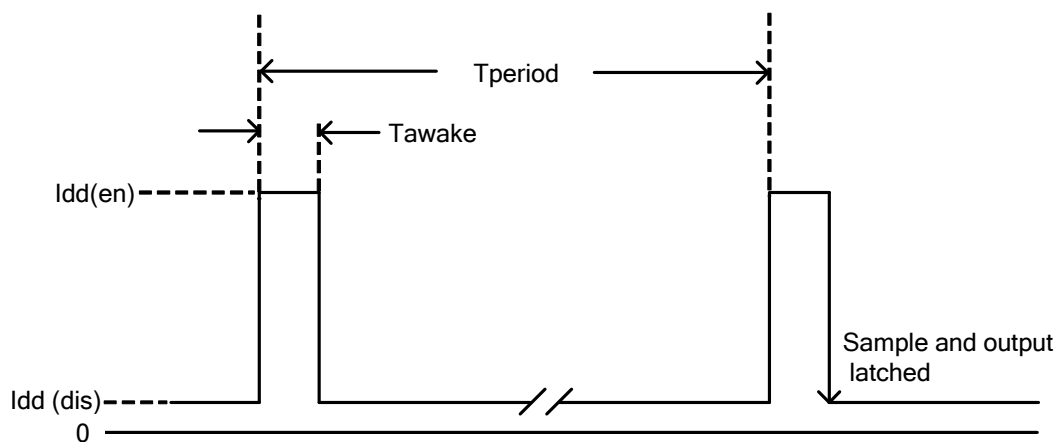 Tperiod
Tawake
Idd(en)
Sample and output
latched
Idd (dis)
0